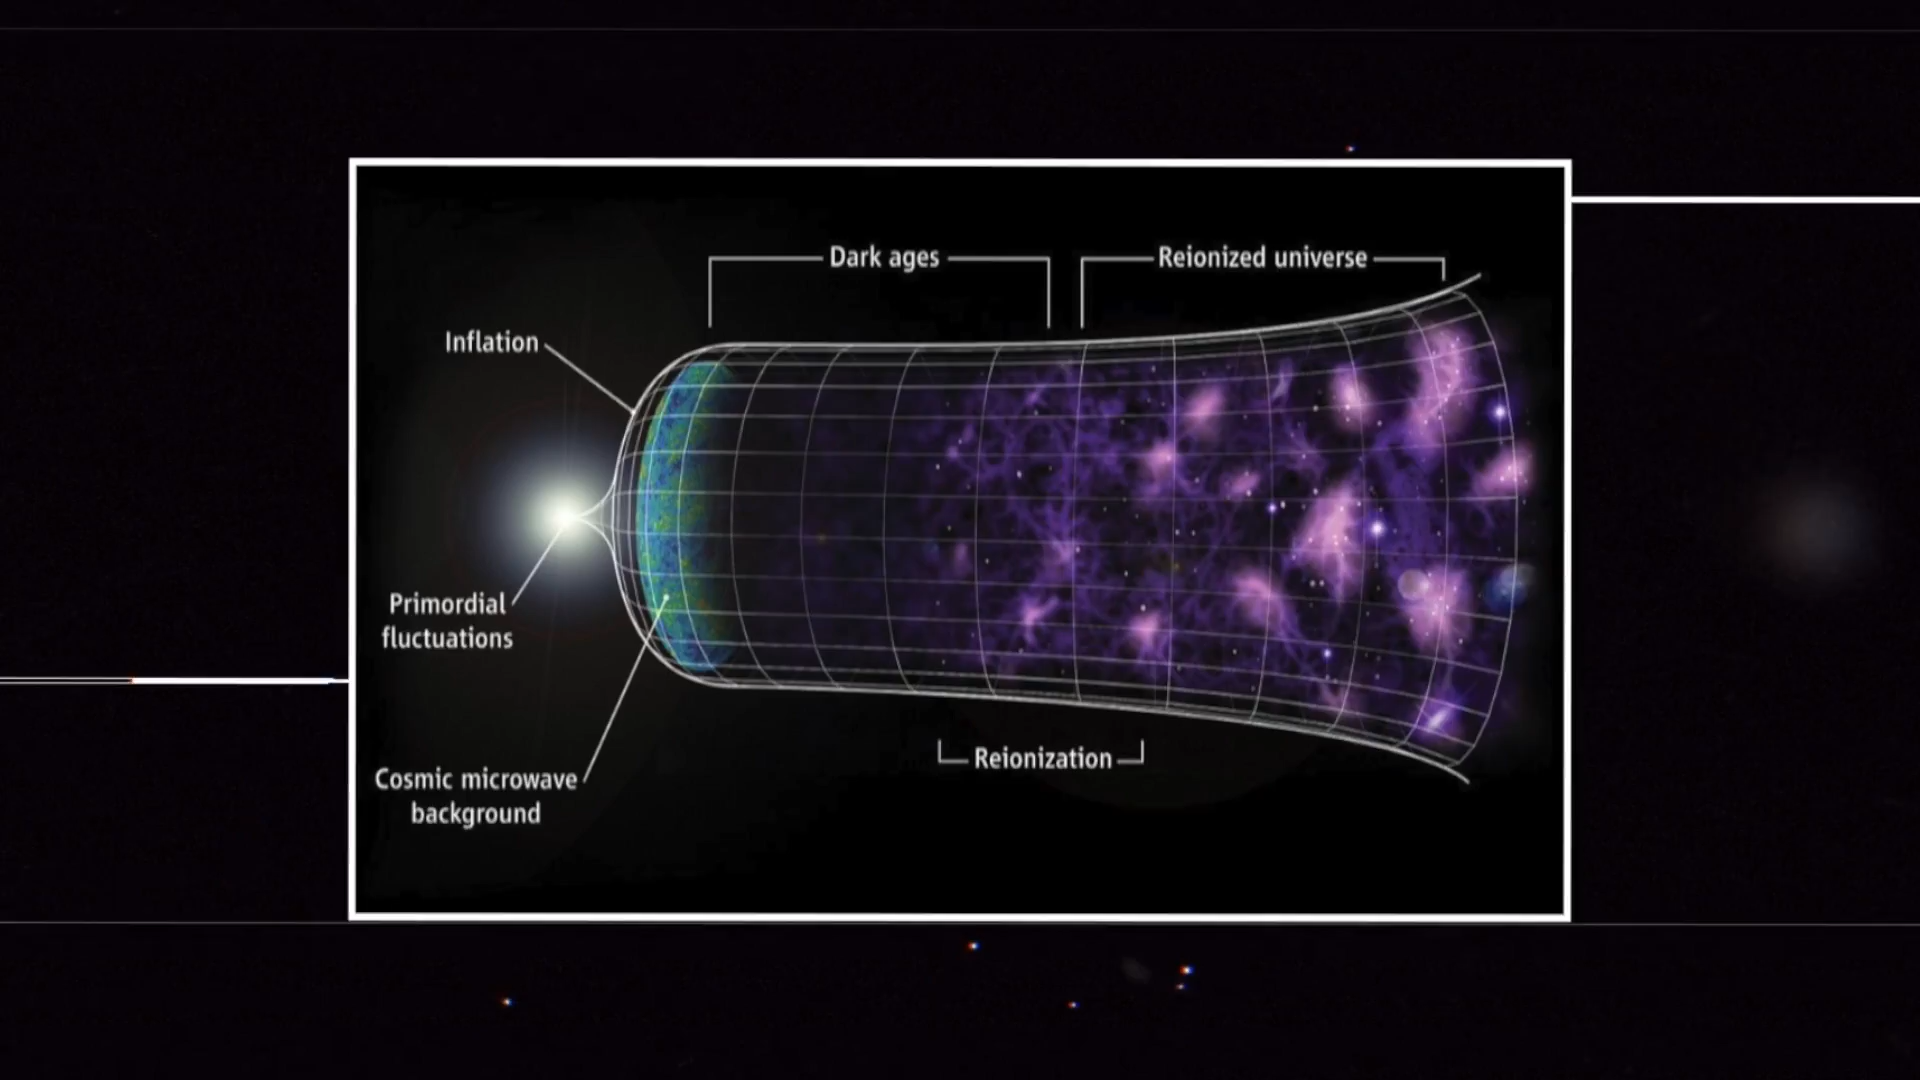 Dark ages
Reionized universe
Inflation
Primordial
fluctuations
Reionization
Cosmic microwave
background